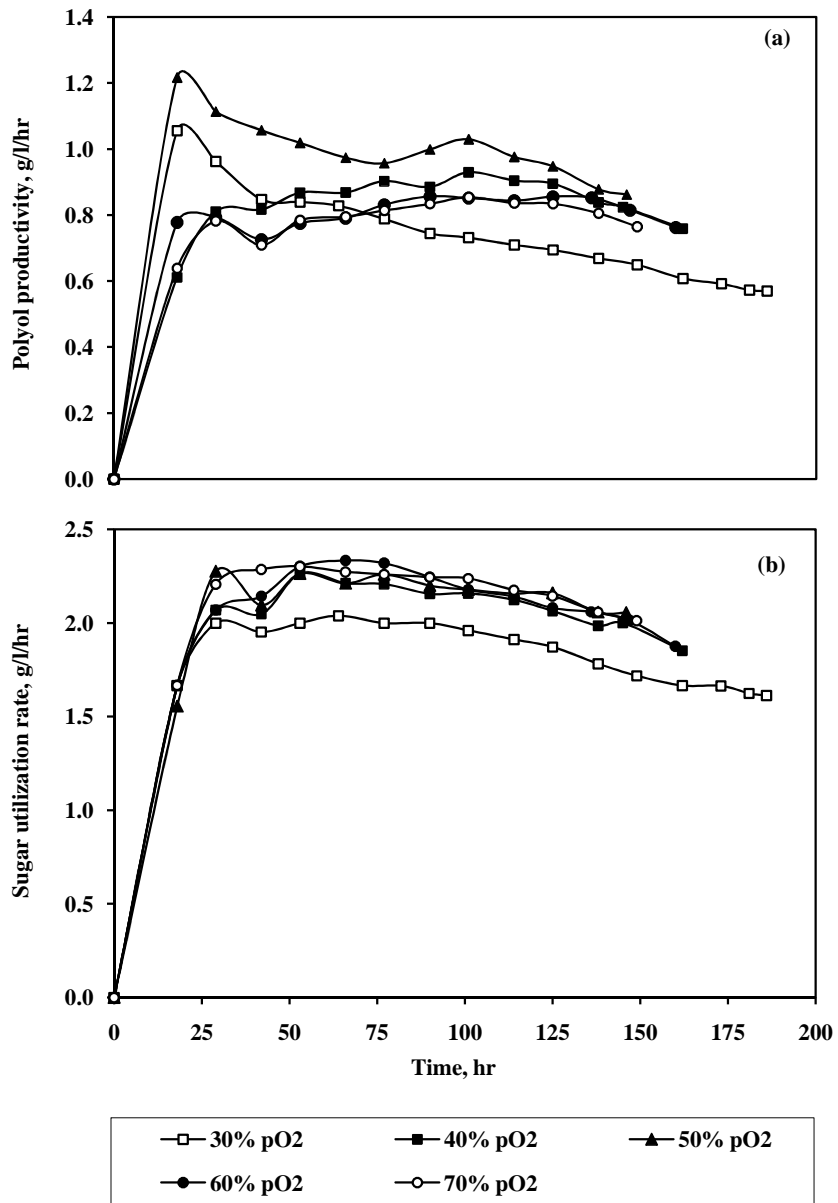 1.4
(a)
1.2
1.0
0.8
0.6
0.4
0.2
0.0
Polyol productivity, g/l/hr
2.5
(b)
2.0
1.5
1.0
0.5
0.0
Sugar utilization rate, g/l/hr
0 25 50 75 100 125 150 175 200
Time, hr
30% pO2 40% pO2 50% pO2
60% pO2 70% pO2